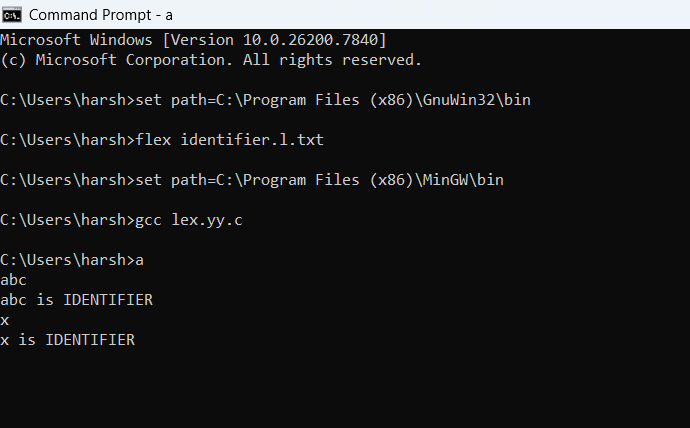 Command Prompt - a
Microsoft Windows [Version 10.0.26200.7840]
(c) Microsoft Corporation. All rights reserved.
C:\Users\harsh>set path=C:\Program Files (x86)\GnuWin32\bin
C:\Users\harsh>flex identifier.l.txt
C:\Users\harsh>set path=C:\Program Files (x86)\MinGW\bin
C:\Users\harsh>gcc lex.yy.c
C:\Users\harsh>a
abc
abc is IDENTIFIER
x
x is IDENTIFIER